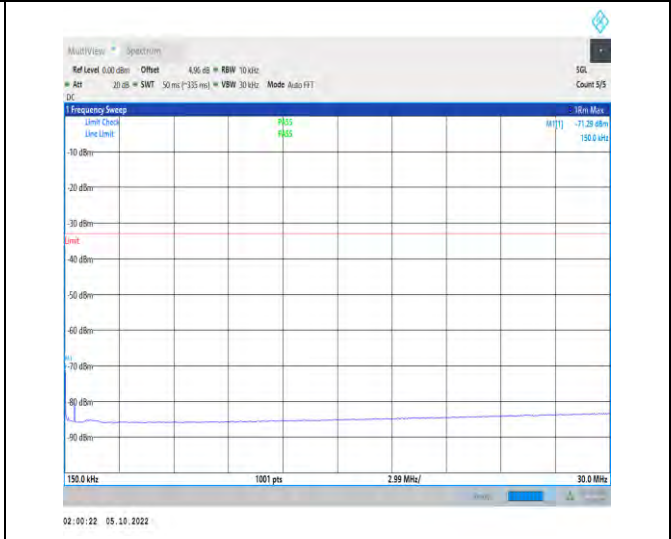 MultiView Spectrum
Ref Level 0.00 dBm Offset 4.96 dB RBW 10 kHz SGL
Att 20 dB SWT 50 ms (~335 ms) VBW 30 kHz Mode Auto FFT Count 5/5
DC
1 Frequency Sweep 1Rm Max
Limit Check PASS M1[1] -71.29 dBm
Line Limit PASS 150.0 kHz
-10 dBm
-20 dBm
-30 dBm
Limit
-40 dBm
-50 dBm
-60 dBm
M1
-70 dBm
-80 dBm
-90 dBm
150.0 kHz 1001 pts 2.99 MHz/ 30.0 MHz
02:00:22 05.10.2022